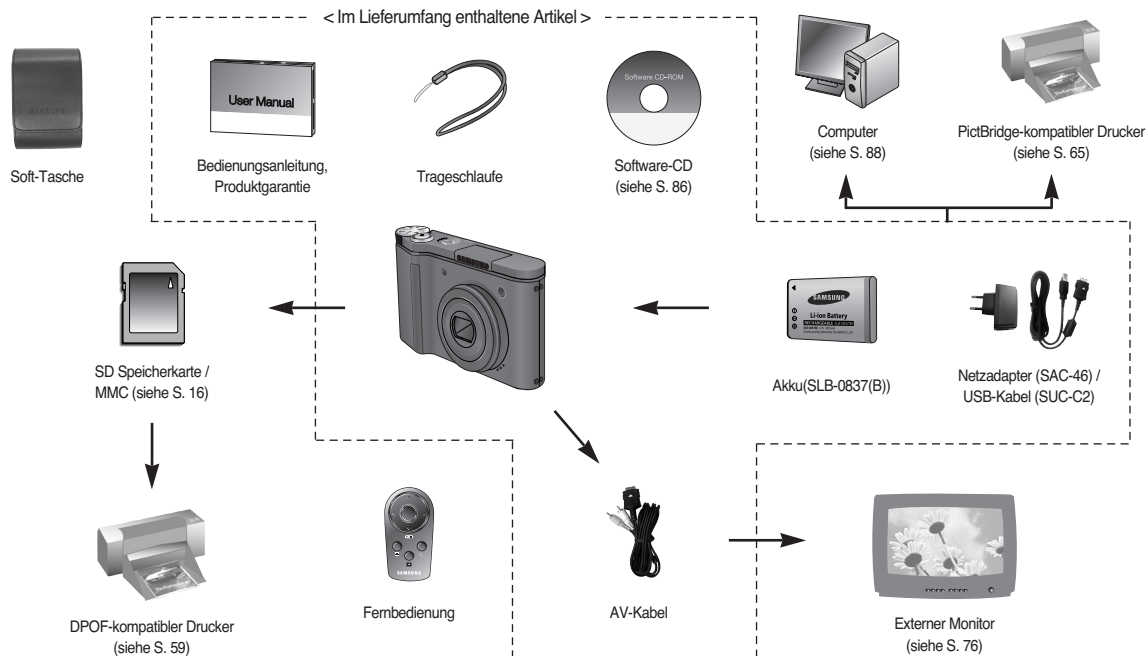 < Im Lieferumfang enthaltene Artikel >
SAMSUNG
Soft-Tasche
User Manual
Bedienungsanleitung,
Produktgarantie
Trageschlaufe
Software CD-ROM
Software-CD
(siehe S. 86)
Computer
(siehe S. 88)
PictBridge-kompatibler Drucker
(siehe S. 65)
SD Speicherkarte /
MMC (siehe S. 16)
SAMSUNG
SAMSUNG
Li-ion Battery
Akku(SLB-0837(B))
Netzadapter (SAC-46) /
USB-Kabel (SUC-C2)
DPOF-kompatibler Drucker
(siehe S. 59)
SAMSUNG
Fernbedienung
AV-Kabel
Externer Monitor
(siehe S. 76)